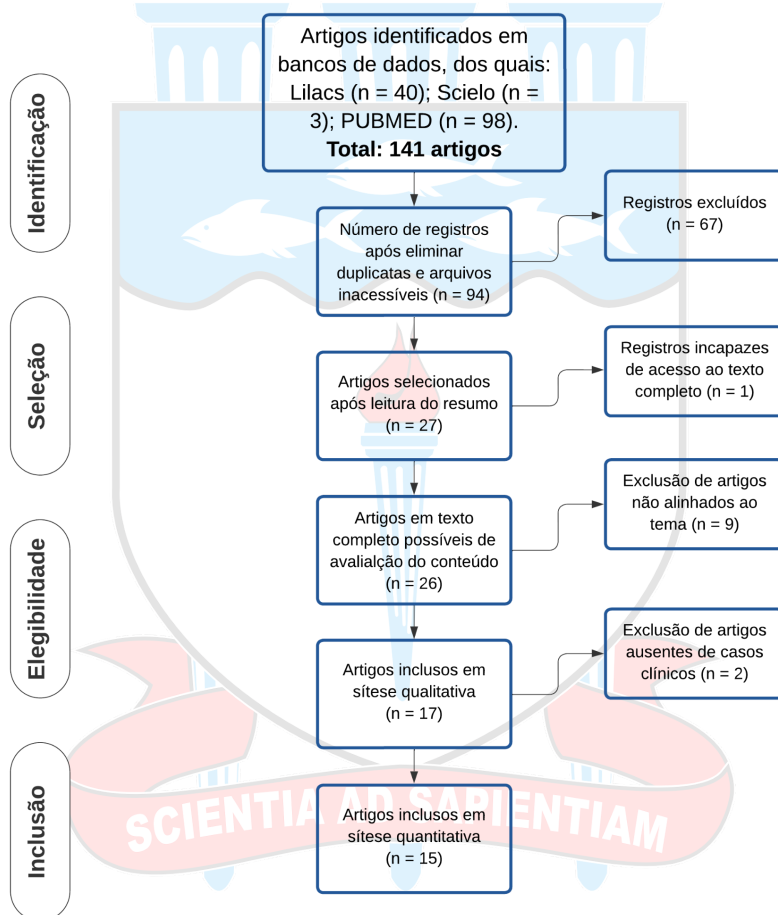 Identificação
Artigos identificados em
bancos de dados, dos quais:
Lilacs (n = 40); Scielo (n =
3); PUBMED (n = 98).
Total: 141 artigos
Número de registros
após eliminar
duplicatas e arquivos
inacessíveis (n = 94)
Registros excluídos
(n = 67)
Seleção
Artigos selecionados
após leitura do resumo
(n = 27)
Registros incapazes
de acesso ao texto
completo (n = 1)
Elegibilidade
Artigos em texto
completo possíveis de
avalialção do conteúdo
(n = 26)
Exclusão de artigos
não alinhados ao
tema (n = 9)
Artigos inclusos em
sítese qualitativa
(n = 17)
Exclusão de artigos
ausentes de casos
clínicos (n = 2)
Inclusão
Artigos inclusos em
sítese quantitativa
(n = 15)
SCIENTIA AD SAPIENTIAM